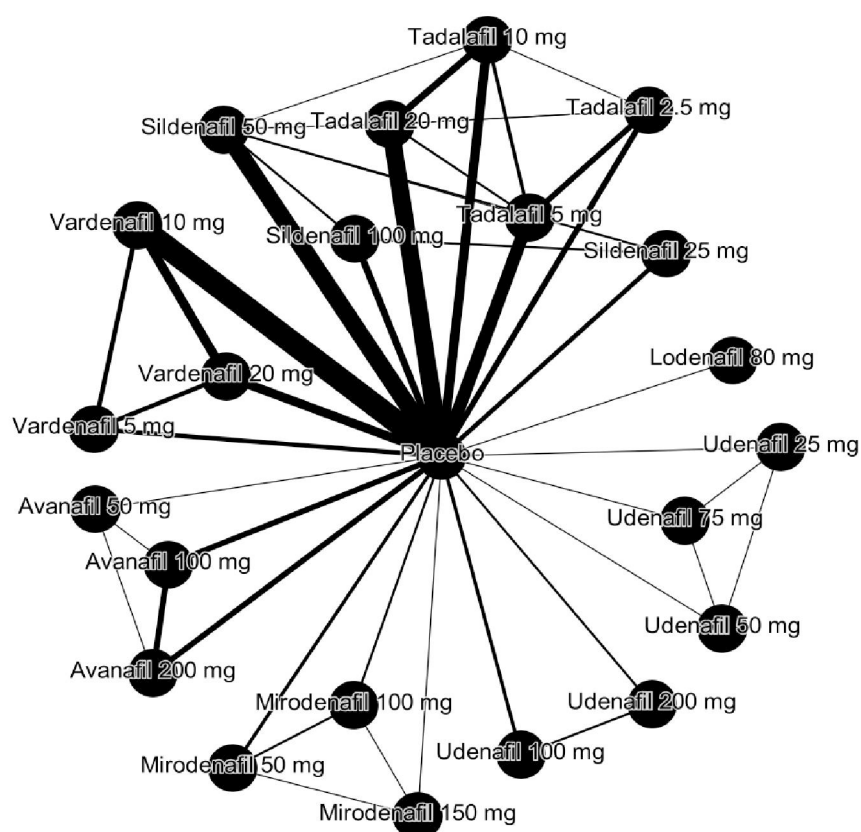 Tadalafil 10 mg
Tadalafil 2.5 mg
Sildenafil 50 mg
Tadalafil 20 mg
Tadalafil 5 mg
Vardenafil 10 mg
Sildenafil 100 mg
Sildenafil 25 mg
Lodenafil 80 mg
Vardenafil 20 mg
Vardenafil 5 mg
Placebo
Udenafil 25 mg
Avanafil 50 mg
Udenafil 75 mg
Avanafil 100 mg
Udenafil 50 mg
Avanafil 200 mg
Mirodenafil 100 mg
Udenafil 200 mg
Udenafil 100 mg
Mirodenafil 50 mg
Mirodenafil 150 mg